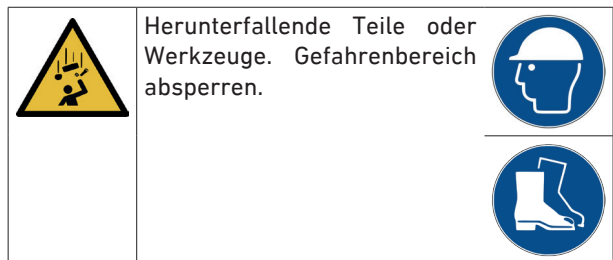 Herunterfallende Teile oder
Werkzeuge. Gefahrenbereich
absperren.